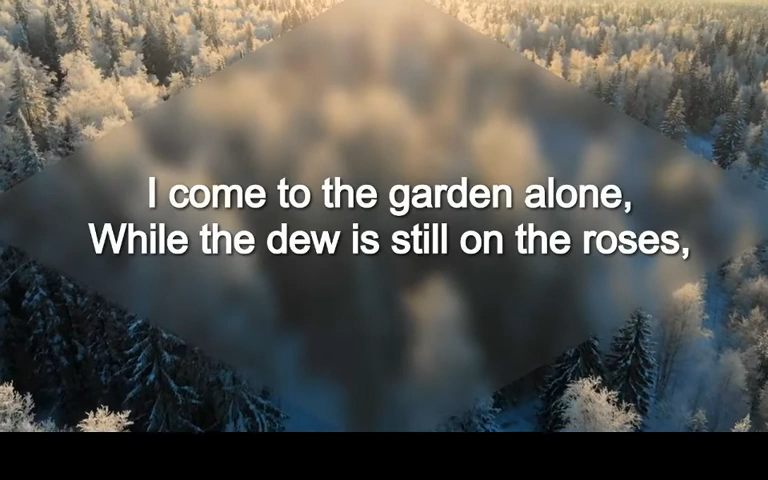 I come to the garden alone,
While the dew is still on the roses,